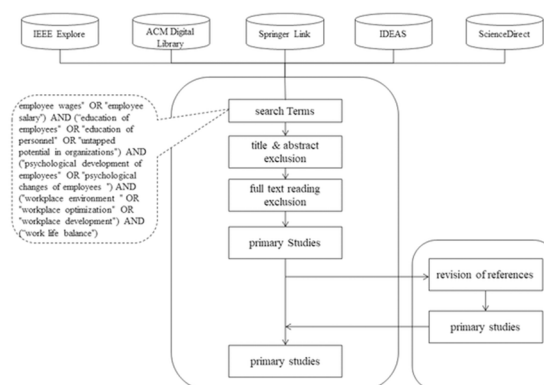 IEEE Explore
ACM Digital
Library
Springer Link
IDEAS
ScienceDirect
employee wages" OR "employee
salary") AND ("education of
employees" OR "education of
personnel" OR "untapped
potential in organizations") AND
("psychological development of
employees" OR "psychological
changes of employees ") AND
("workplace environment " OR
"workplace optimization" OR
"workplace development") AND
("work life balance")
search Terms
title & abstract
exclusion
full text reading
exclusion
primary Studies
revision of references
primary studies
primary studies